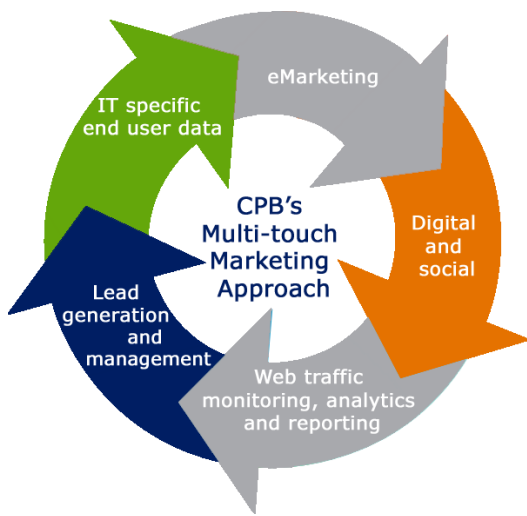 eMarketing
IT specific
end user data
CPB's
Multi-touch
Marketing
Approach
Digital
and
social
Lead
generation
and
management
Web traffic
monitoring, analytics
and reporting